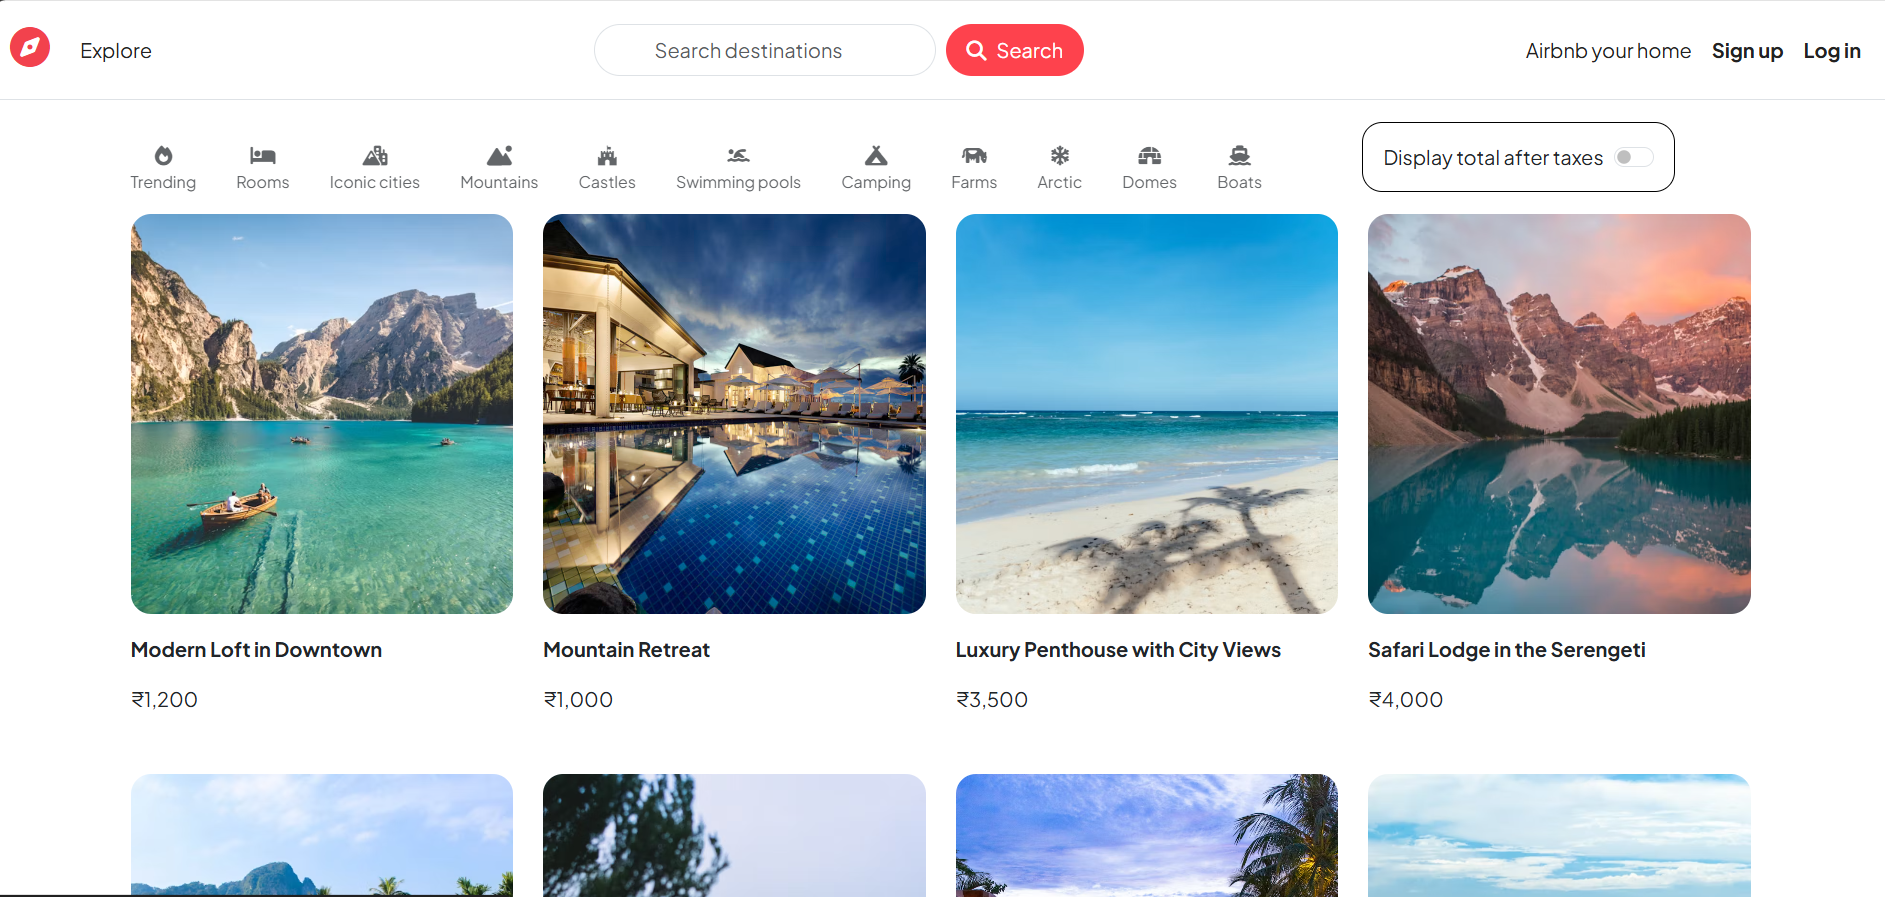 Explore
Search destinations
Search
Airbnb your home
Sign up
Log in
Trending
Rooms
Iconic cities
Mountains
Castles
Swimming pools
Camping
Farms
Arctic
Domes
Boats
Display total after taxes
Modern Loft in Downtown
₹1,200
Mountain Retreat
₹1,000
Luxury Penthouse with City Views
₹3,500
Safari Lodge in the Serengeti
₹4,000